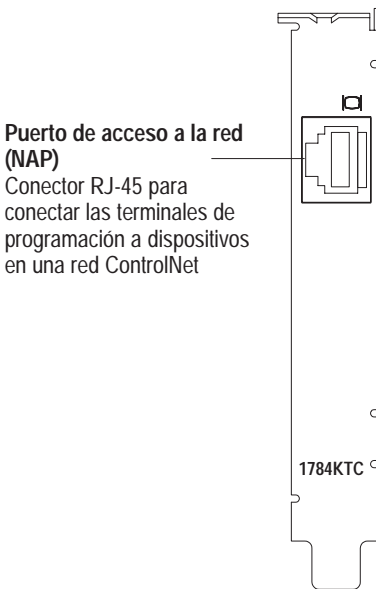 Puerto de acceso a la red
(NAP)
Conector RJ-45 para
conectar las terminales de
programación a dispositivos
en una red ControlNet
1784KTC